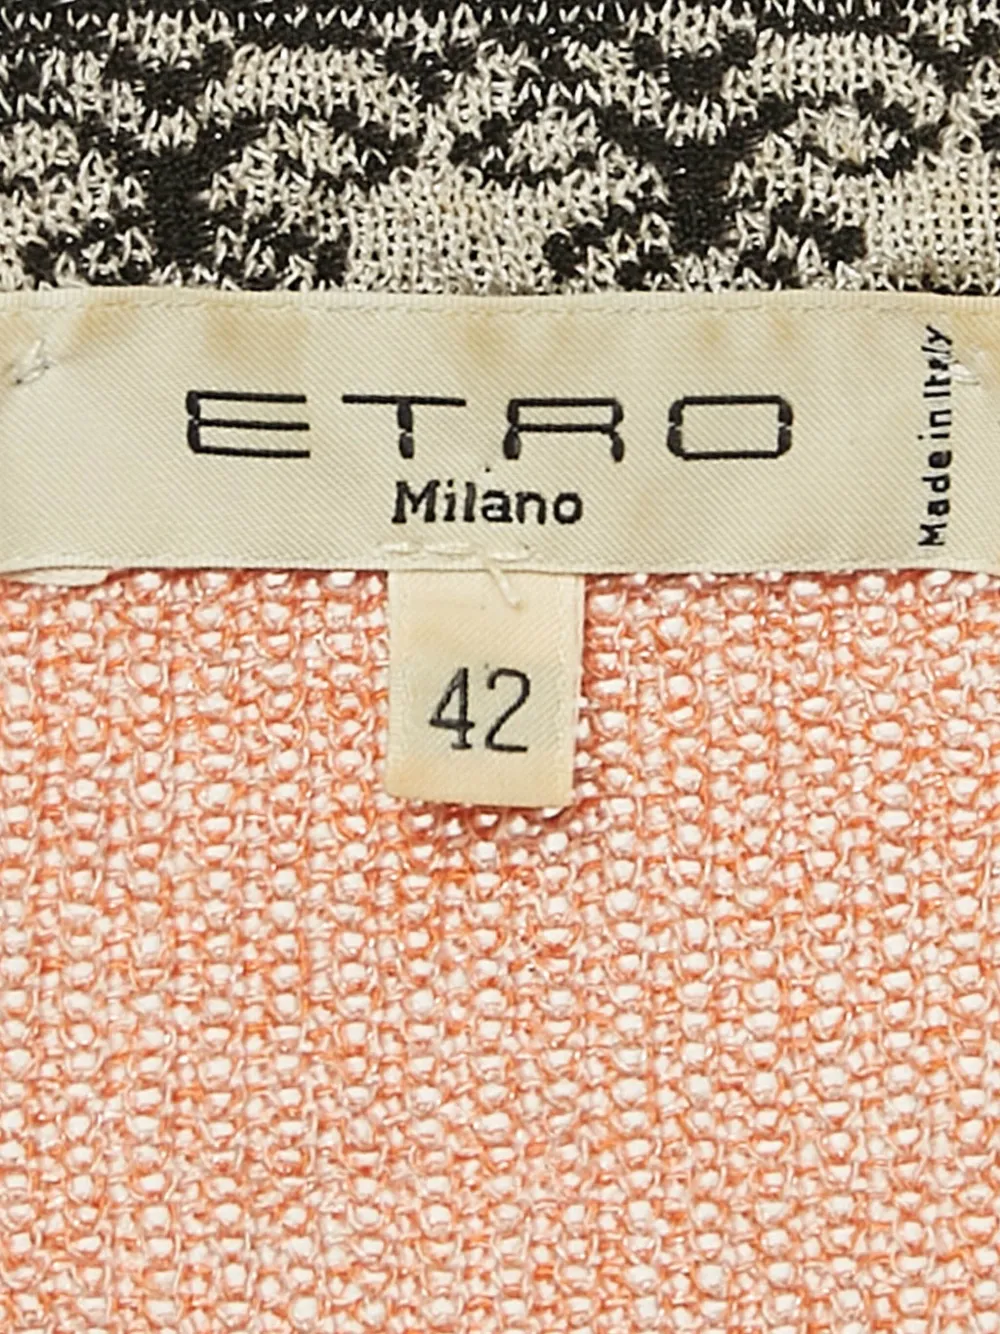 ETRO
Milano
Made in Italy
42